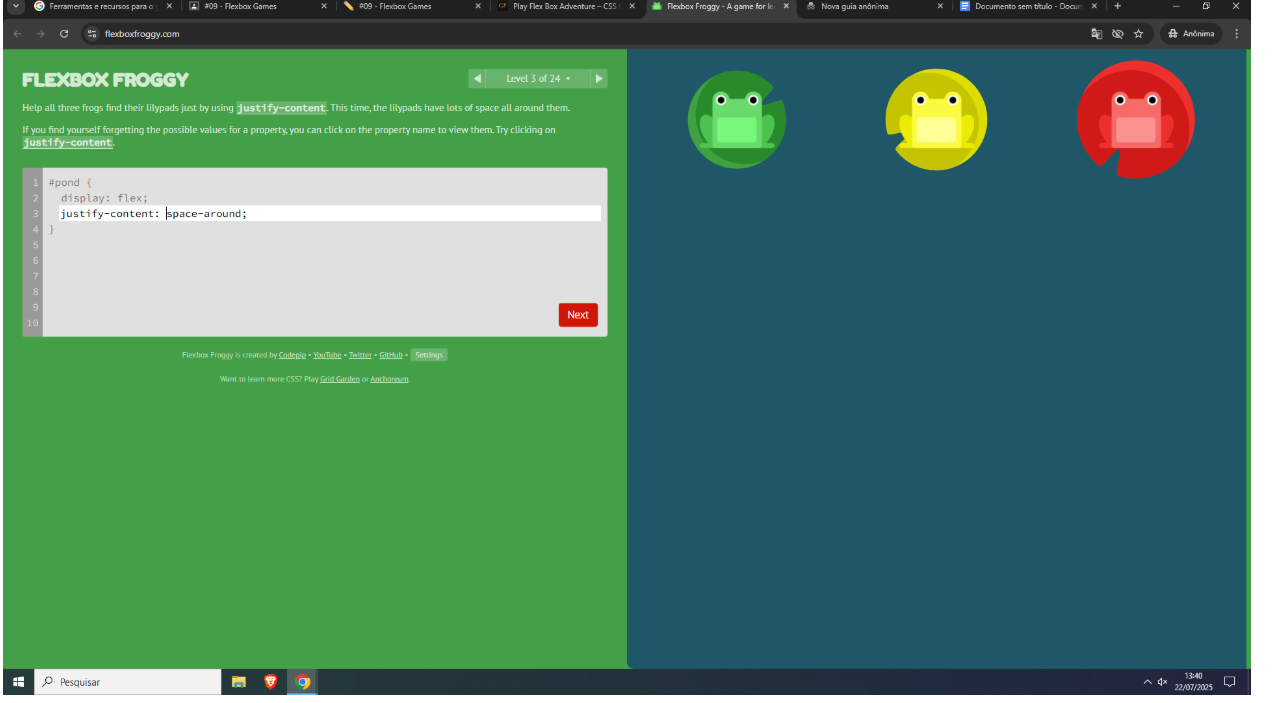 Ferramentas e recursos para o
#09 - Flexbox Games
#09 - Flexbox Games
Play Flex Box Adventure – CSS
Flexbox Froggy - A game for le
Nova guia anônima
Documento sem título - Docum
flexboxfroggy.com
Anônima
FLEXBOX FROGGY
Level 3 of 24
Help all three frogs find their lilypads just by using justify-content. This time, the lilypads have lots of space all around them.
If you find yourself forgetting the possible values for a property, you can click on the property name to view them. Try clicking on
justify-content.
1 #pond {
2 display: flex;
3 justify-content: space-around;
4 }
5
6
7
8
9
10
Next
Flexbox Froggy is created by Codepip • YouTube • Twitter • GitHub • Settings
Want to learn more CSS? Play Grid Garden or Anchoreum.
Pesquisar
13:40
22/07/2025